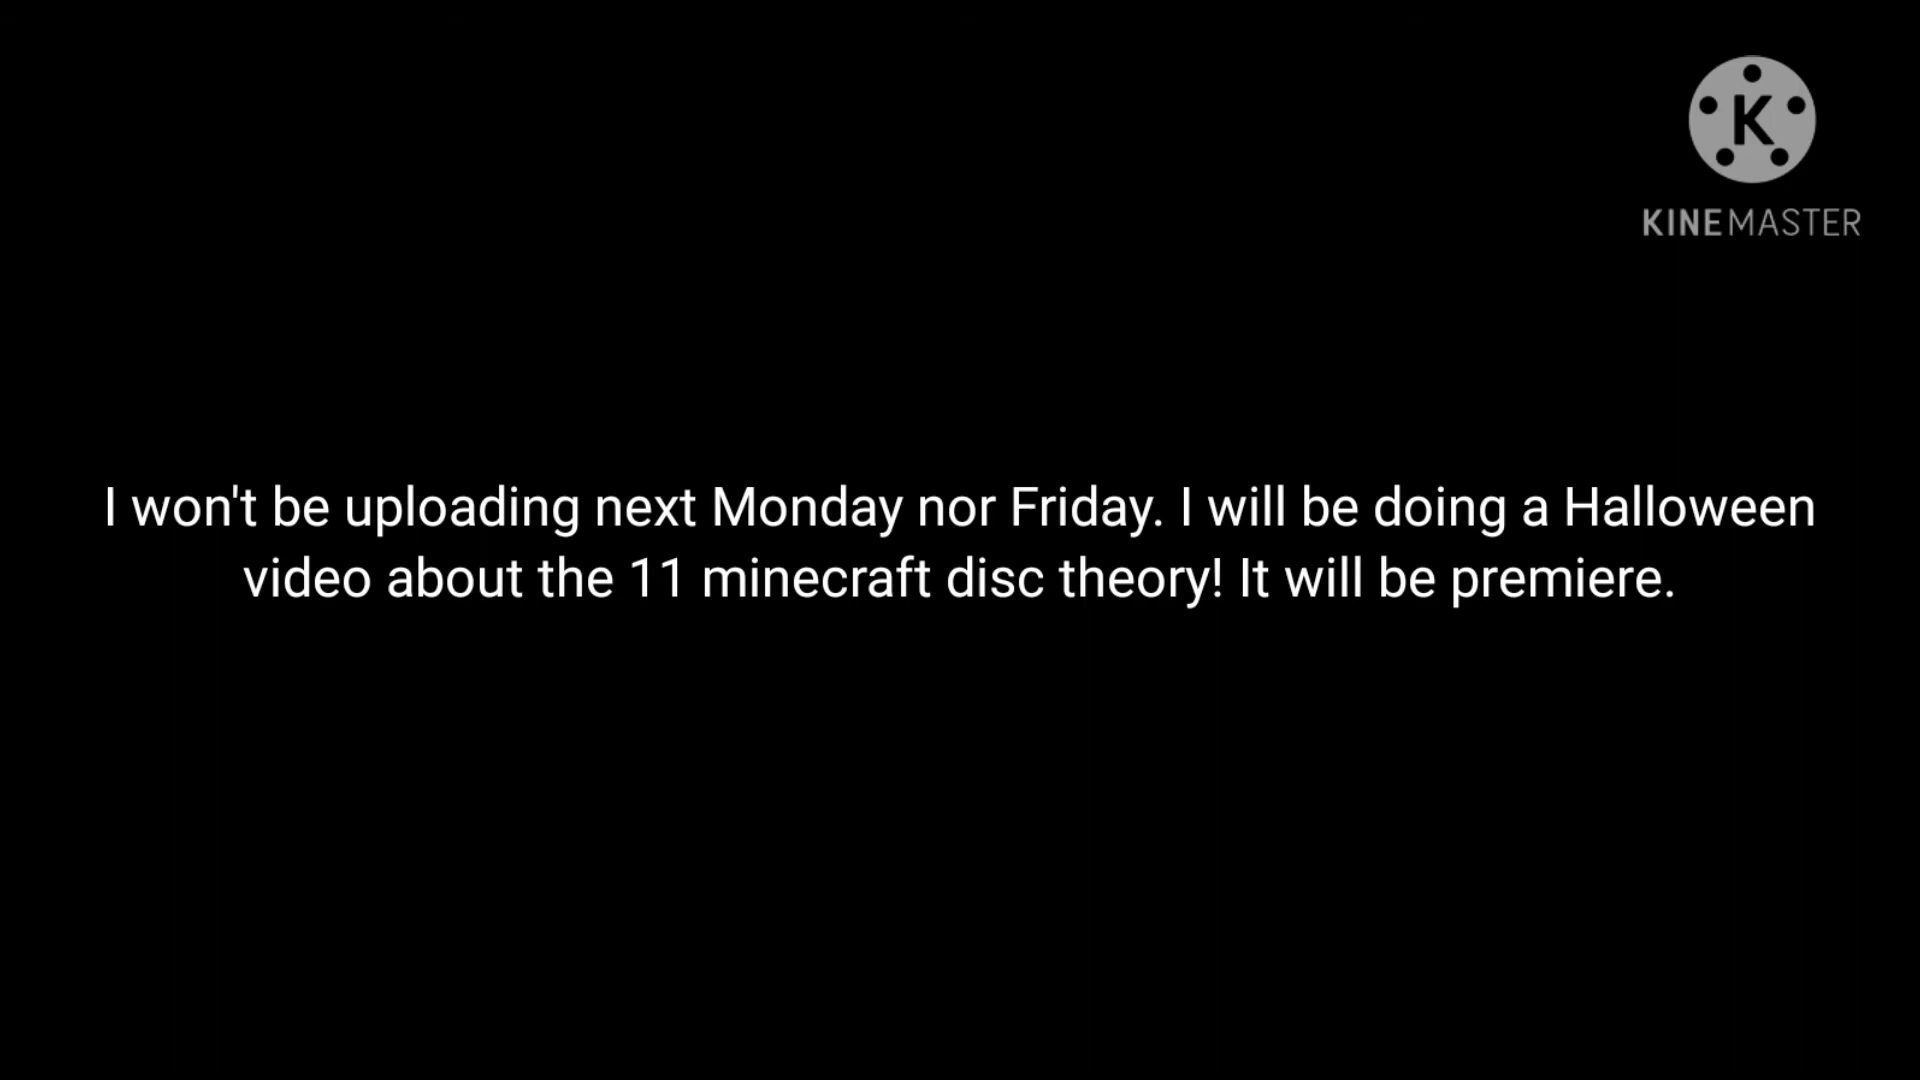 K
KINEMASTER
I won't be uploading next Monday nor Friday. I will be doing a Halloween
video about the 11 minecraft disc theory! It will be premiere.